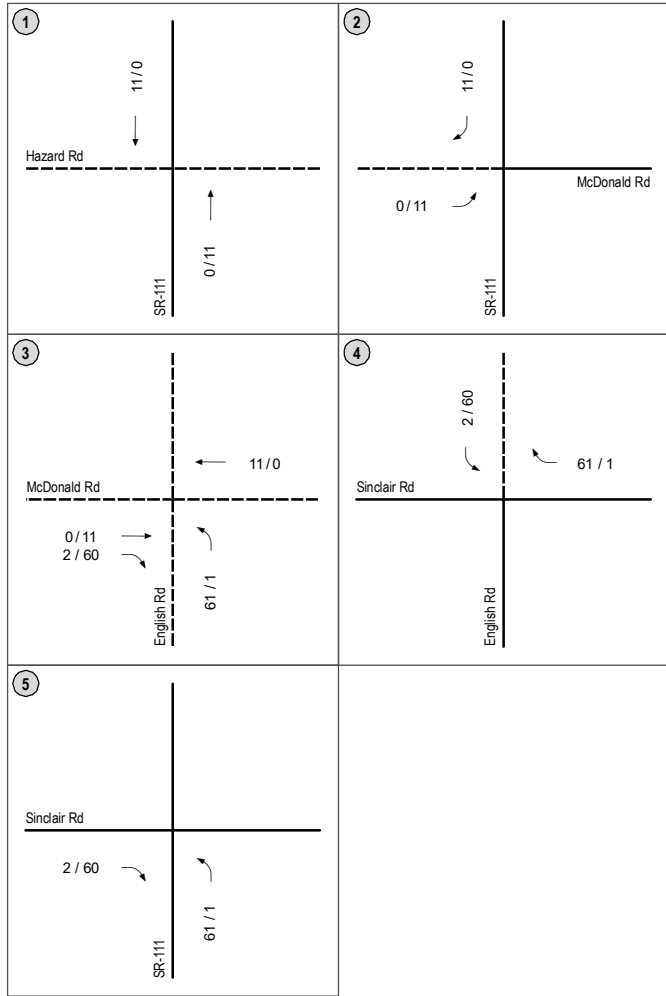 1
11 / 0
Hazard Rd
0 / 11
SR-111
2
11 / 0
McDonald Rd
0 / 11
SR-111
3
11 / 0
McDonald Rd
0 / 11
2 / 60
61 / 1
English Rd
4
2 / 60
61 / 1
Sinclair Rd
English Rd
5
Sinclair Rd
2 / 60
61 / 1
SR-111